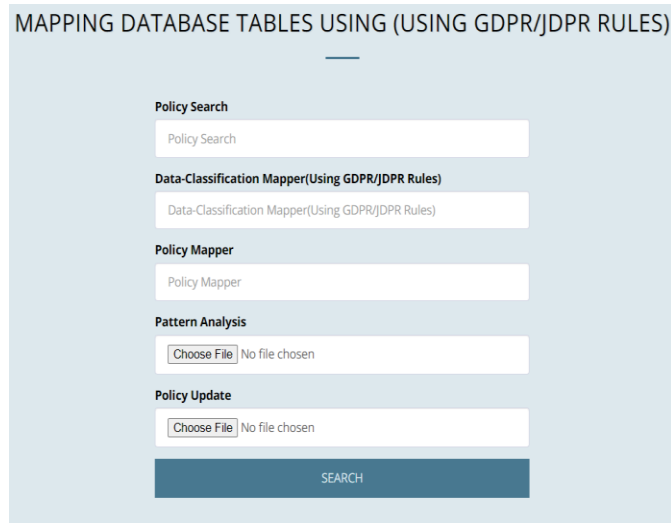 MAPPING DATABASE TABLES USING (USING GDPR/JDPR RULES)
Policy Search
Policy Search
Data-Classification Mapper(Using GDPR/JDPR Rules)
Data-Classification Mapper(Using GDPR/JDPR Rules)
Policy Mapper
Policy Mapper
Pattern Analysis
Choose File No file chosen
Policy Update
Choose File No file chosen
SEARCH